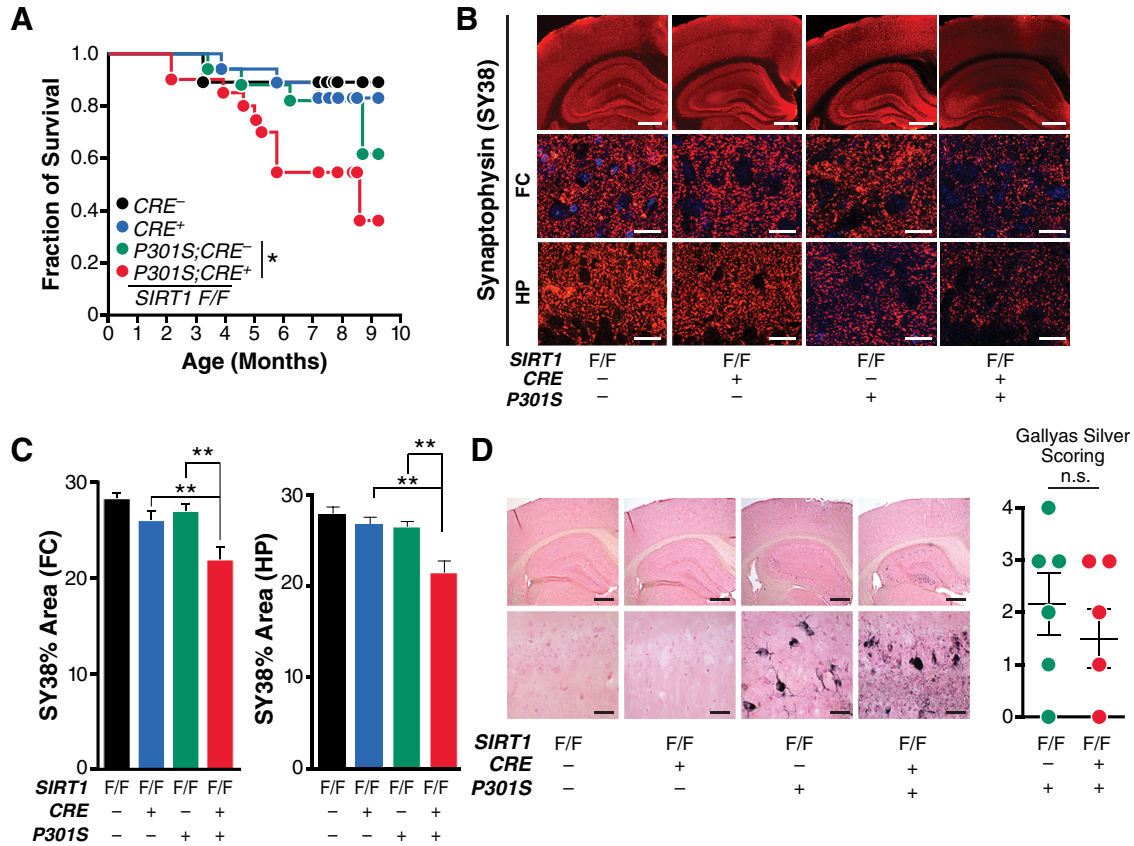 A
Fraction of Survival
1.0
0.8
0.6
0.4
0.2
0
0 1 2 3 4 5 6 7 8 9 10
Age (Months)
CRE–
CRE+
P301S;CRE–
P301S;CRE+
*
SIRT1 F/F
B
Synaptophysin (SY38)
FC
HP
SIRT1 F/F F/F F/F F/F
CRE – + – +
P301S – – + +
C
SY38% Area (FC)
30
20
10
0
** 
**
SIRT1 F/F F/F F/F F/F
CRE – + – +
P301S – – + +
SY38% Area (HP)
30
20
10
0
**
**
F/F F/F F/F F/F
– + – +
– – + +
D
SIRT1 F/F F/F F/F F/F
CRE – + – +
P301S – – + +
Gallyas Silver
Scoring
n.s.
4
3
2
1
0
F/F F/F
– +
+ +